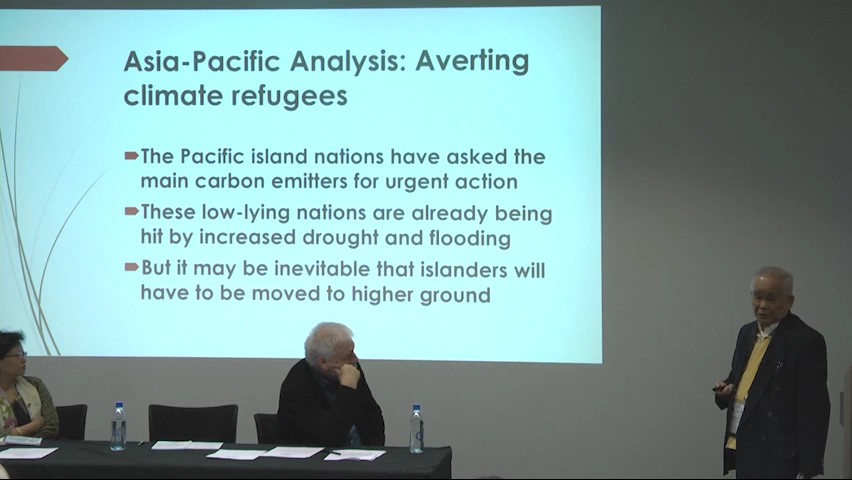 Asia-Pacific Analysis: Averting
climate refugees
The Pacific island nations have asked the
main carbon emitters for urgent action
These low-lying nations are already being
hit by increased drought and flooding
But it may be inevitable that islanders will
have to be moved to higher ground